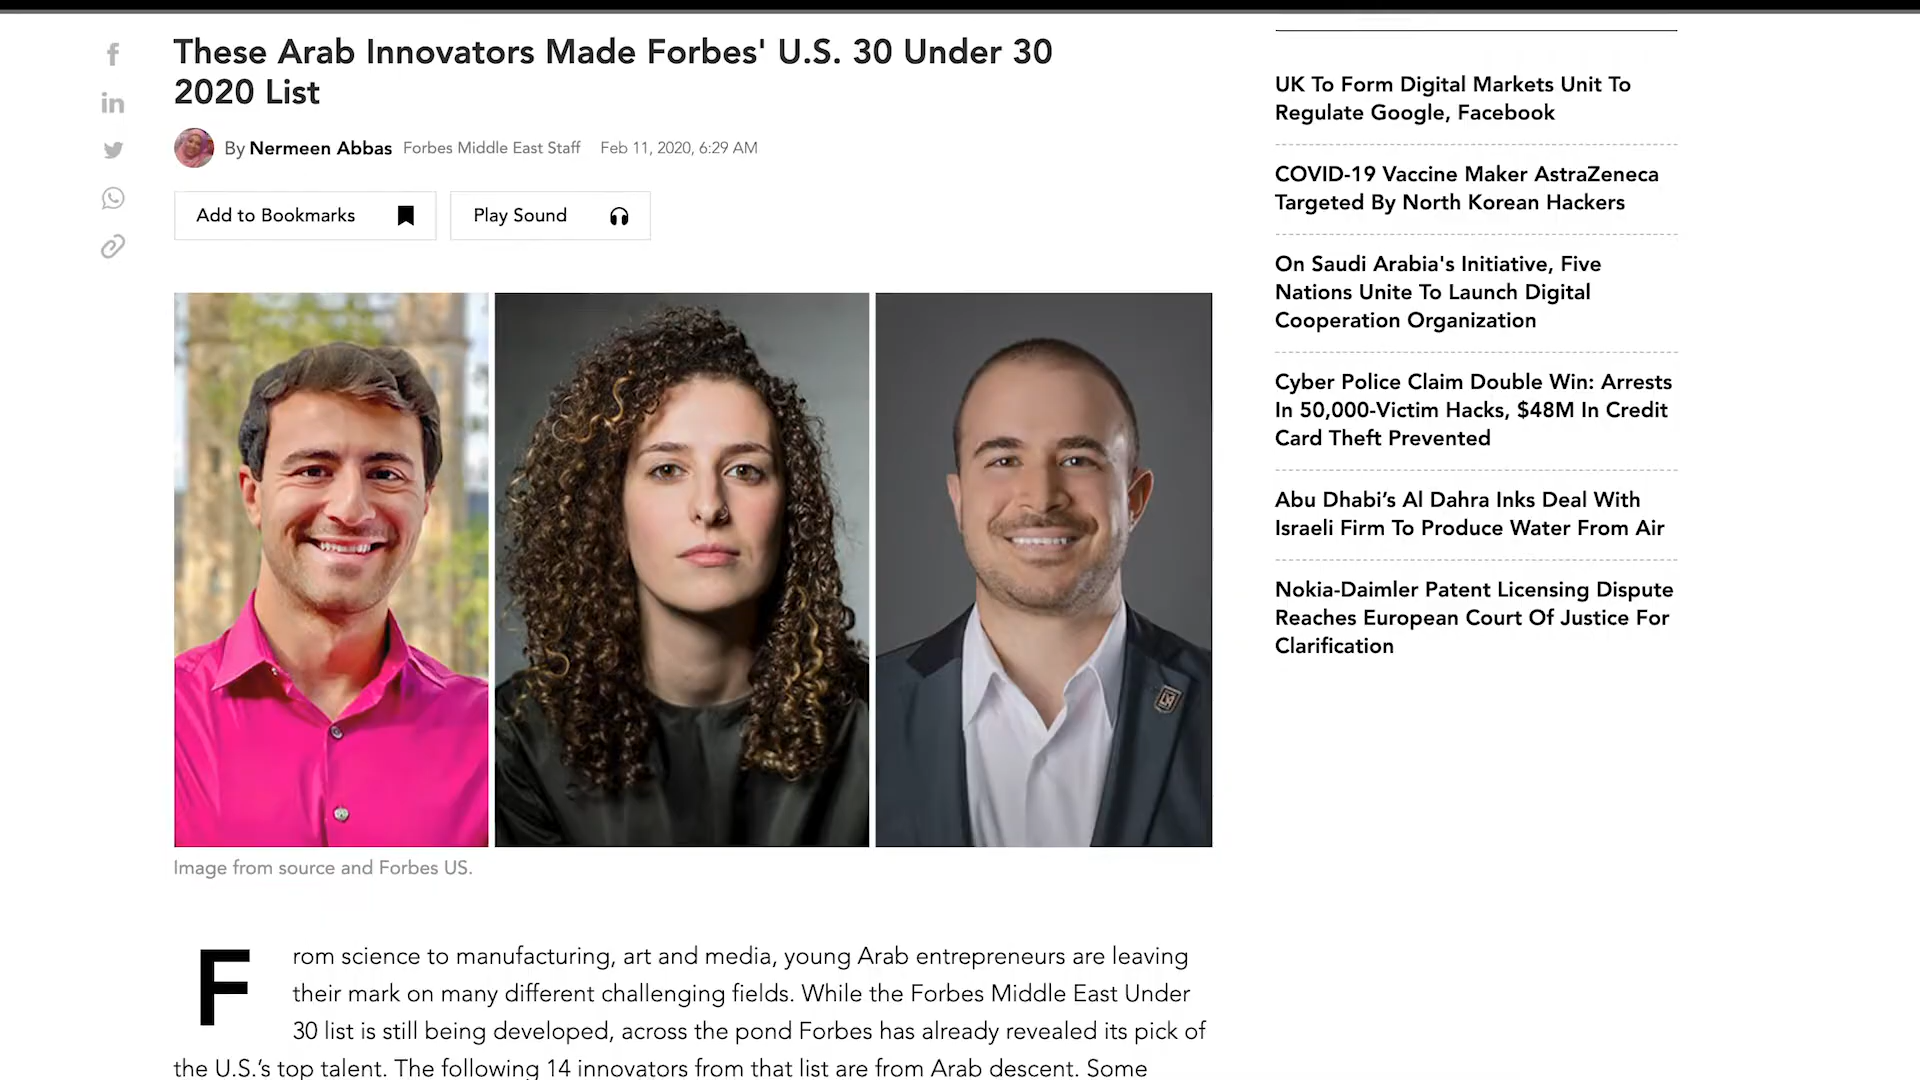 These Arab Innovators Made Forbes' U.S. 30 Under 30
2020 List
By Nermeen Abbas Forbes Middle East Staff Feb 11, 2020, 6:29 AM
Add to Bookmarks
Play Sound
Image from source and Forbes US.
From science to manufacturing, art and media, young Arab entrepreneurs are leaving
their mark on many different challenging fields. While the Forbes Middle East Under
30 list is still being developed, across the pond Forbes has already revealed its pick of
the U.S.’s top talent. The following 14 innovators from that list are from Arab descent. Some
UK To Form Digital Markets Unit To
Regulate Google, Facebook
COVID-19 Vaccine Maker AstraZeneca
Targeted By North Korean Hackers
On Saudi Arabia's Initiative, Five
Nations Unite To Launch Digital
Cooperation Organization
Cyber Police Claim Double Win: Arrests
In 50,000-Victim Hacks, $48M In Credit
Card Theft Prevented
Abu Dhabi’s Al Dahra Inks Deal With
Israeli Firm To Produce Water From Air
Nokia-Daimler Patent Licensing Dispute
Reaches European Court Of Justice For
Clarification